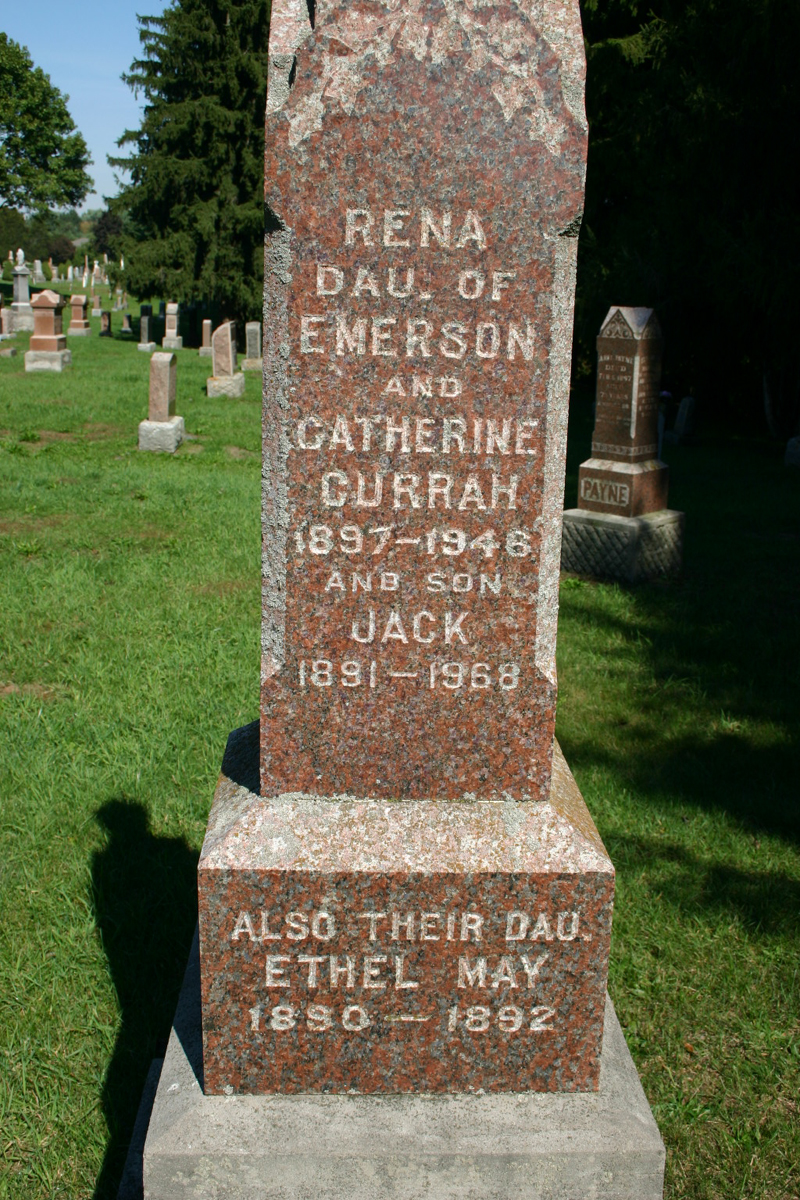 RENA
DAU. OF
EMERSON
AND
CATHERINE
CURRAH
1897–1946
AND SON
JACK
1891–1968
ALSO THEIR DAU.
ETHEL MAY
1890–1892
PAYNE